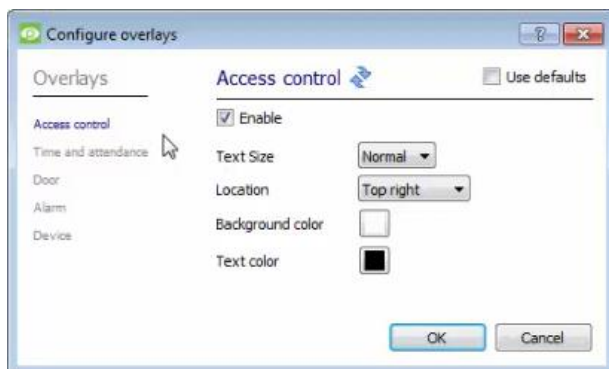 Configure overlays
?
Overlays
Access control
Time and attendance
Door
Alarm
Device
Access control
Use defaults
Enable
Text Size
Normal
Location
Top right
Background color
Text color
OK
Cancel